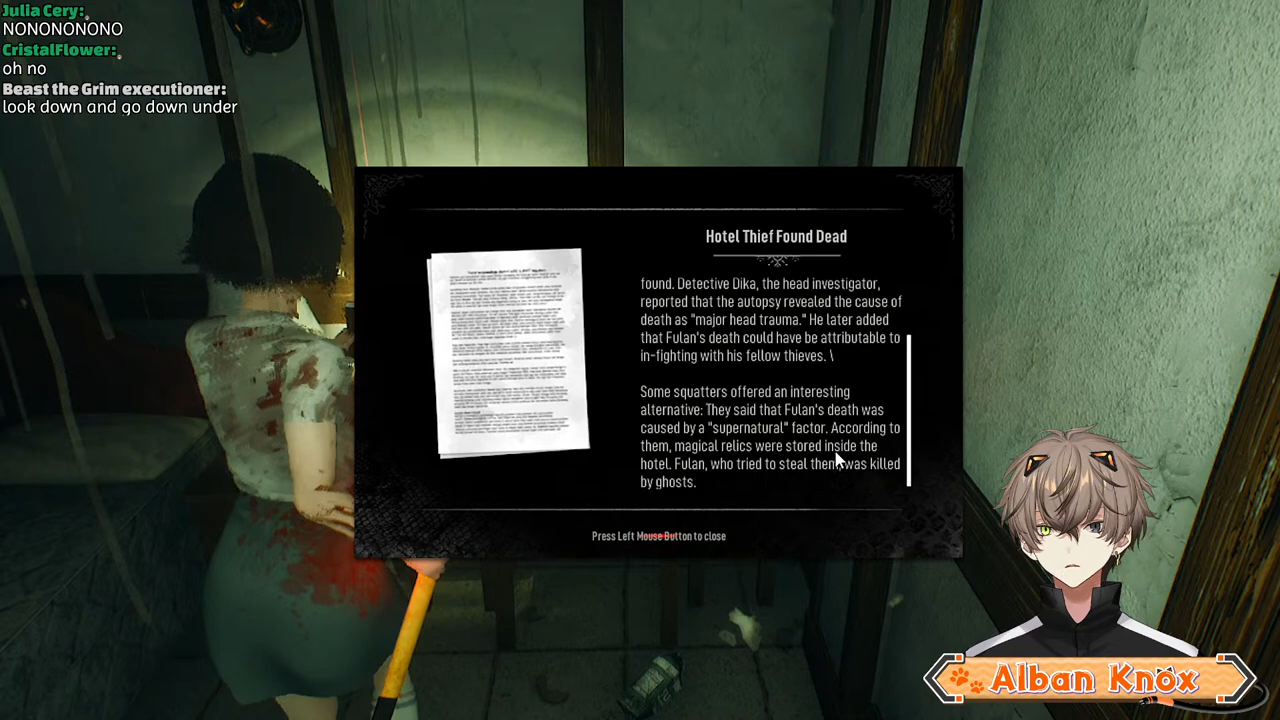 Julia Cery:
NONONONONO
CristalFlower:
oh no
Beast the Grim executioner:
look down and go down under
Hotel Thief Found Dead
found. Detective Dika, the head investigator,
reported that the autopsy revealed the cause of
death as "major head trauma." He later added
that Fulan's death could have be attributable to
in-fighting with his fellow thieves. \
Some squatters offered an interesting
alternative: They said that Fulan's death was
caused by a "supernatural" factor. According to
them, magical relics were stored inside the
hotel. Fulan, who tried to steal them was killed
by ghosts.
Press Left Mouse Button to close
Alban Knox